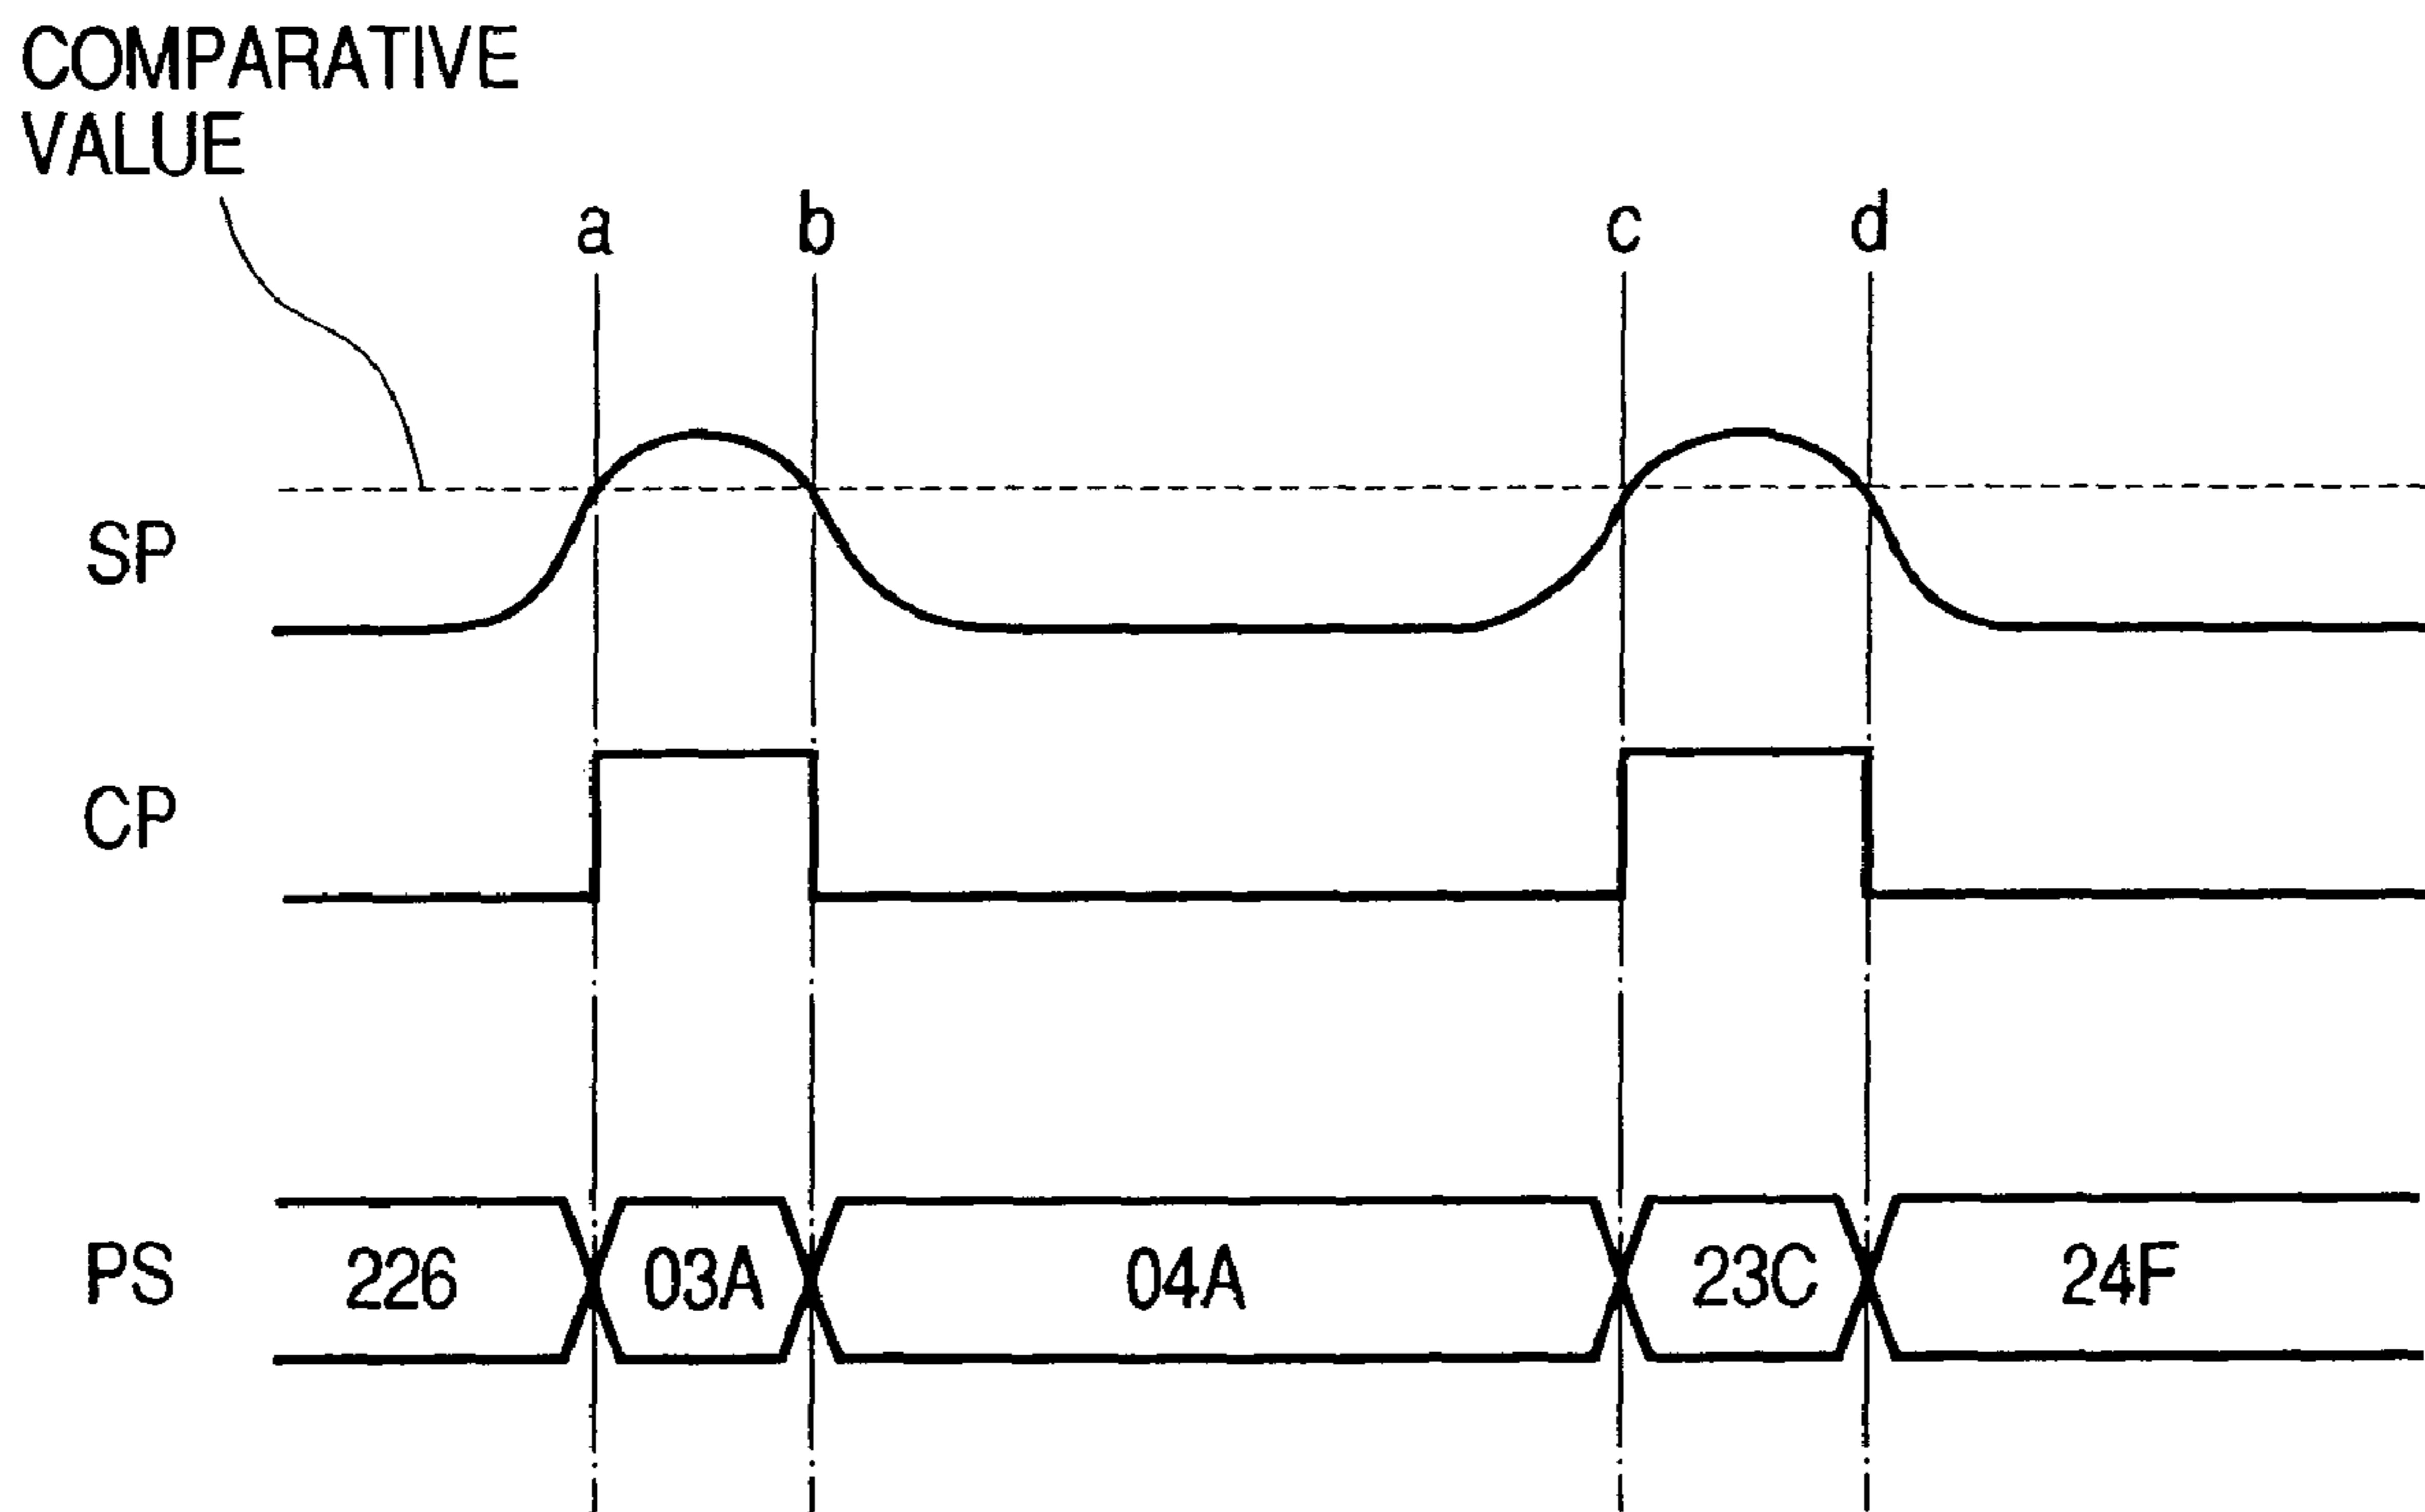 COMPARATIVE
VALUE
a b c d
SP
CP
PS 226 03A 04A 23C 24F